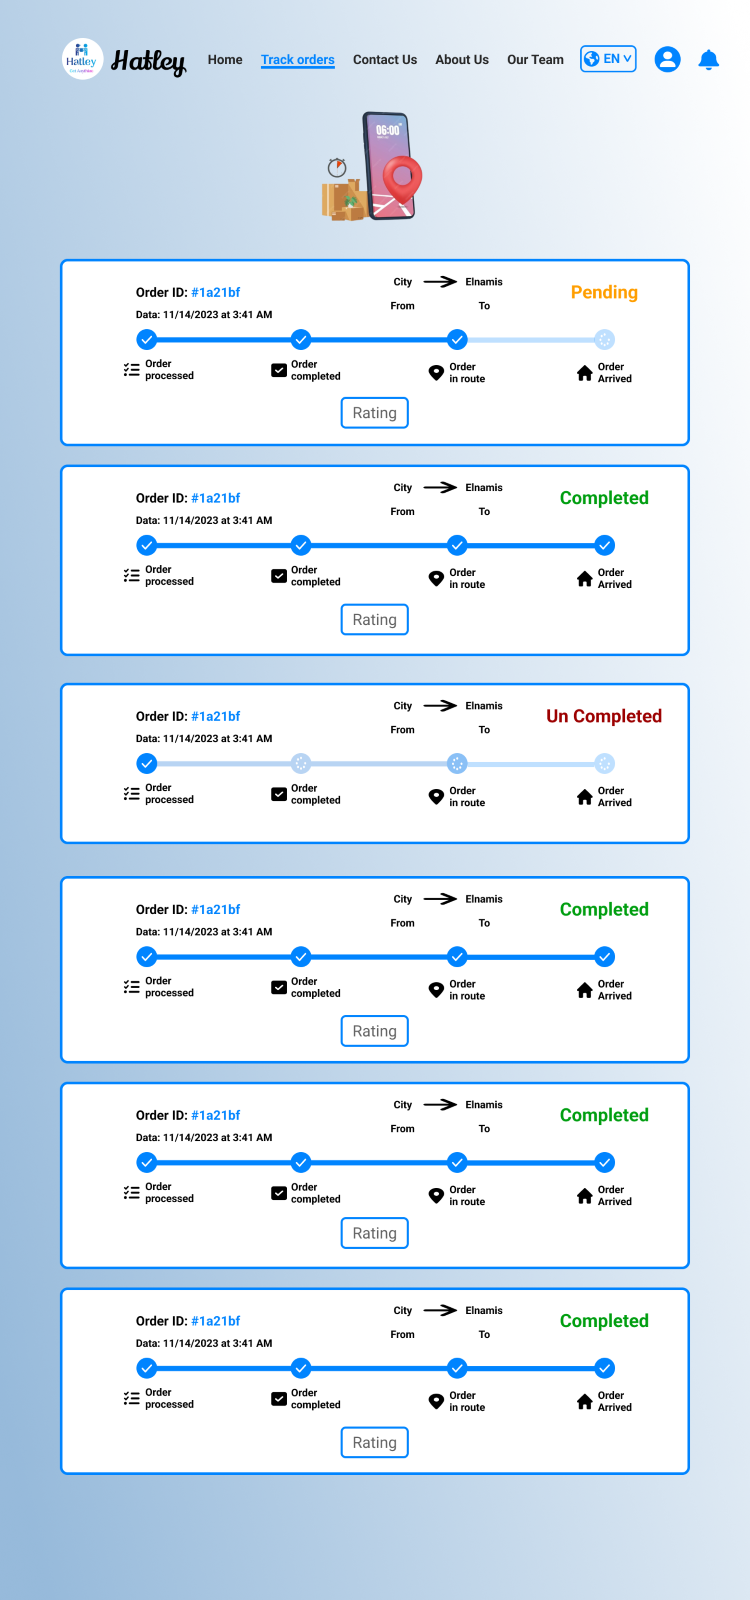 Hatley
Hatley
Home
Track orders
Contact Us
About Us
Our Team
EN
06:00
City
Elnamis
Order ID: #1a21bf
Pending
From
To
Data: 11/14/2023 at 3:41 AM
Order
processed
Order
completed
Order
in route
Order
Arrived
Rating
City
Elnamis
Order ID: #1a21bf
Completed
From
To
Data: 11/14/2023 at 3:41 AM
Order
processed
Order
completed
Order
in route
Order
Arrived
Rating
City
Elnamis
Order ID: #1a21bf
Un Completed
From
To
Data: 11/14/2023 at 3:41 AM
Order
processed
Order
completed
Order
in route
Order
Arrived
City
Elnamis
Order ID: #1a21bf
Completed
From
To
Data: 11/14/2023 at 3:41 AM
Order
processed
Order
completed
Order
in route
Order
Arrived
Rating
City
Elnamis
Order ID: #1a21bf
Completed
From
To
Data: 11/14/2023 at 3:41 AM
Order
processed
Order
completed
Order
in route
Order
Arrived
Rating
City
Elnamis
Order ID: #1a21bf
Completed
From
To
Data: 11/14/2023 at 3:41 AM
Order
processed
Order
completed
Order
in route
Order
Arrived
Rating